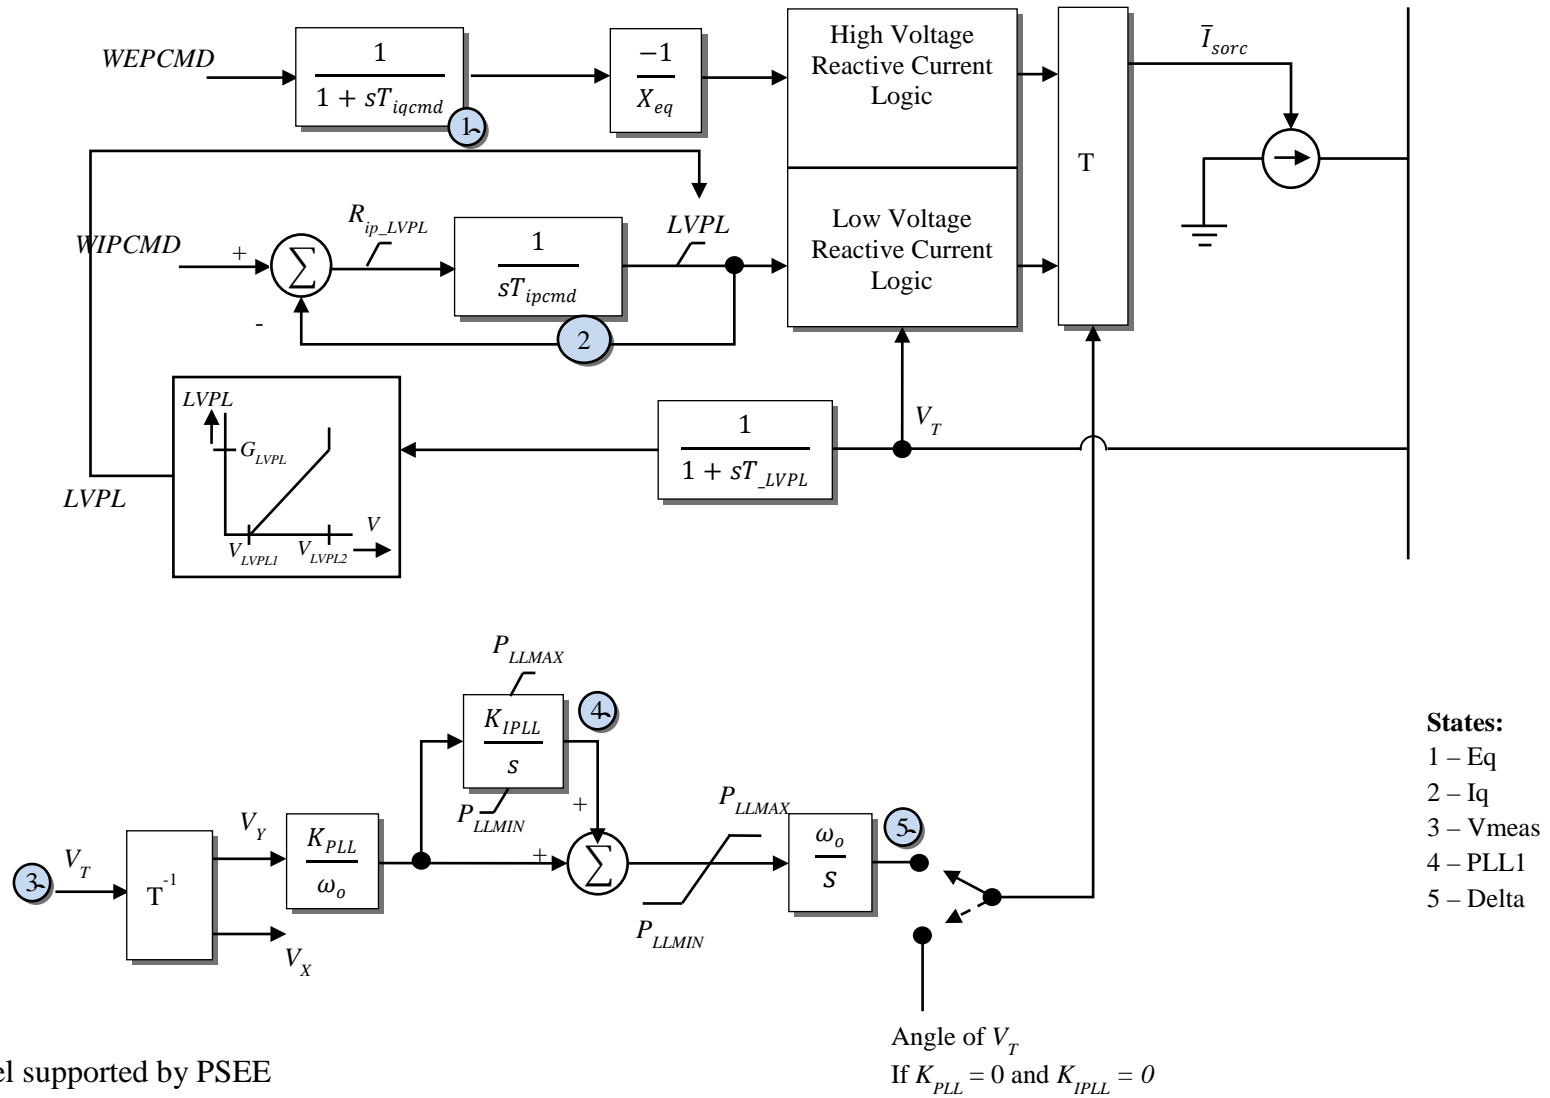 WEPCMD
1
1 + sT_iqcmd
1
−1
X_eq
High Voltage
Reactive Current
Logic
T
I̅_sorc
WIPCMD
+
-
∑
R_ip_LVPL
1
sT_ipcmd
2
LVPL
Low Voltage
Reactive Current
Logic
V_T
1
1 + sT_LVPL
LVPL
LVPL
G_LVPL
V
V_LVPL1
V_LVPL2
P_LLMAX
K_IPLL
s
P_LLMIN
4
+
3
V_T
T^-1
V_Y
V_X
K_PLL
ω_o
+
∑
P_LLMAX
P_LLMIN
ω_o
s
5
Angle of V_T
If K_PLL = 0 and K_IPLL = 0
States:
1 – Eq
2 – Iq
3 – Vmeas
4 – PLL1
5 – Delta
el supported by PSEE